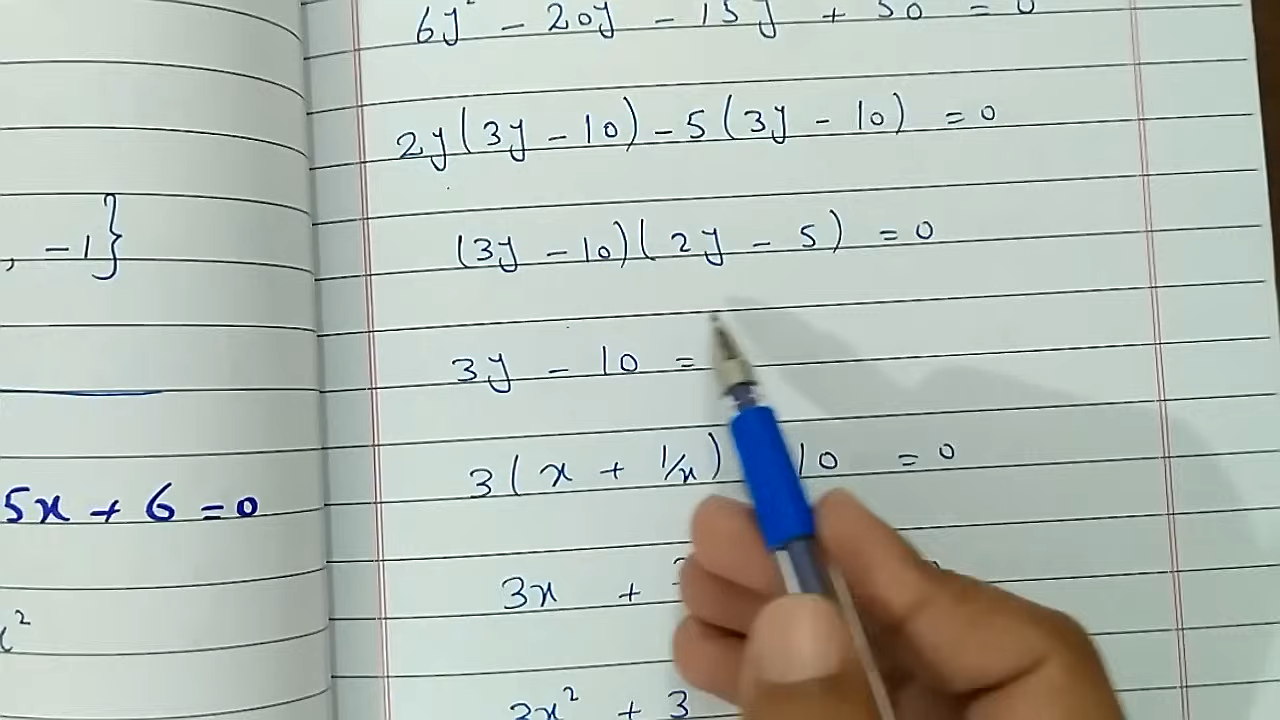 , -1}
5x + 6 = 0
x²
6y² - 20y - 15y + 50 = 0
2y(3y - 10) - 5(3y - 10) = 0
(3y - 10)(2y - 5) = 0
3y - 10 =
3(x + 1/x) 10 = 0
3x +
3x² + 3